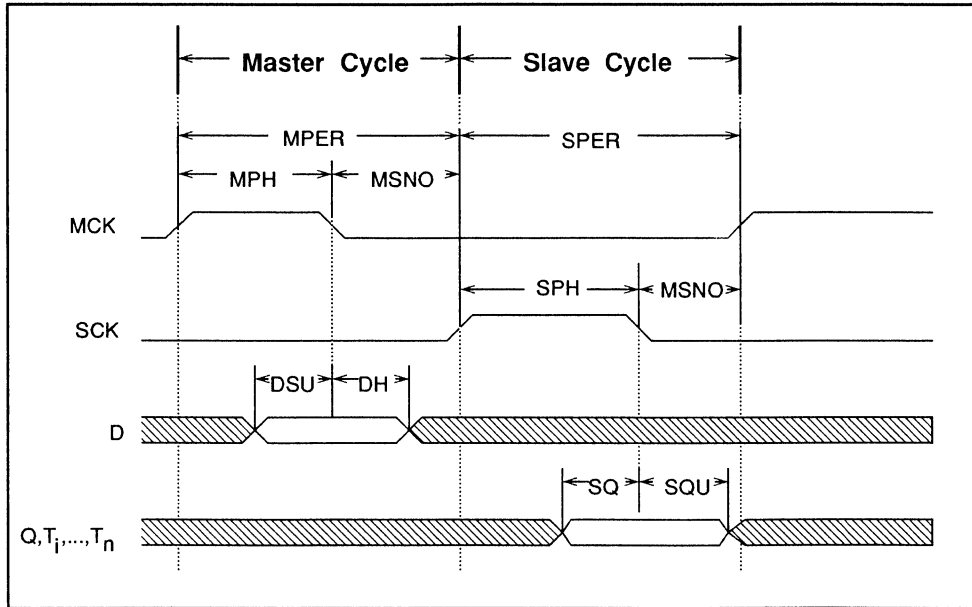 Master Cycle Slave Cycle
MPER SPER
MPH MSNO
MCK
SPH MSNO
SCK
DSU DH
D
SQ SQU
Q,Ti,...,Tn